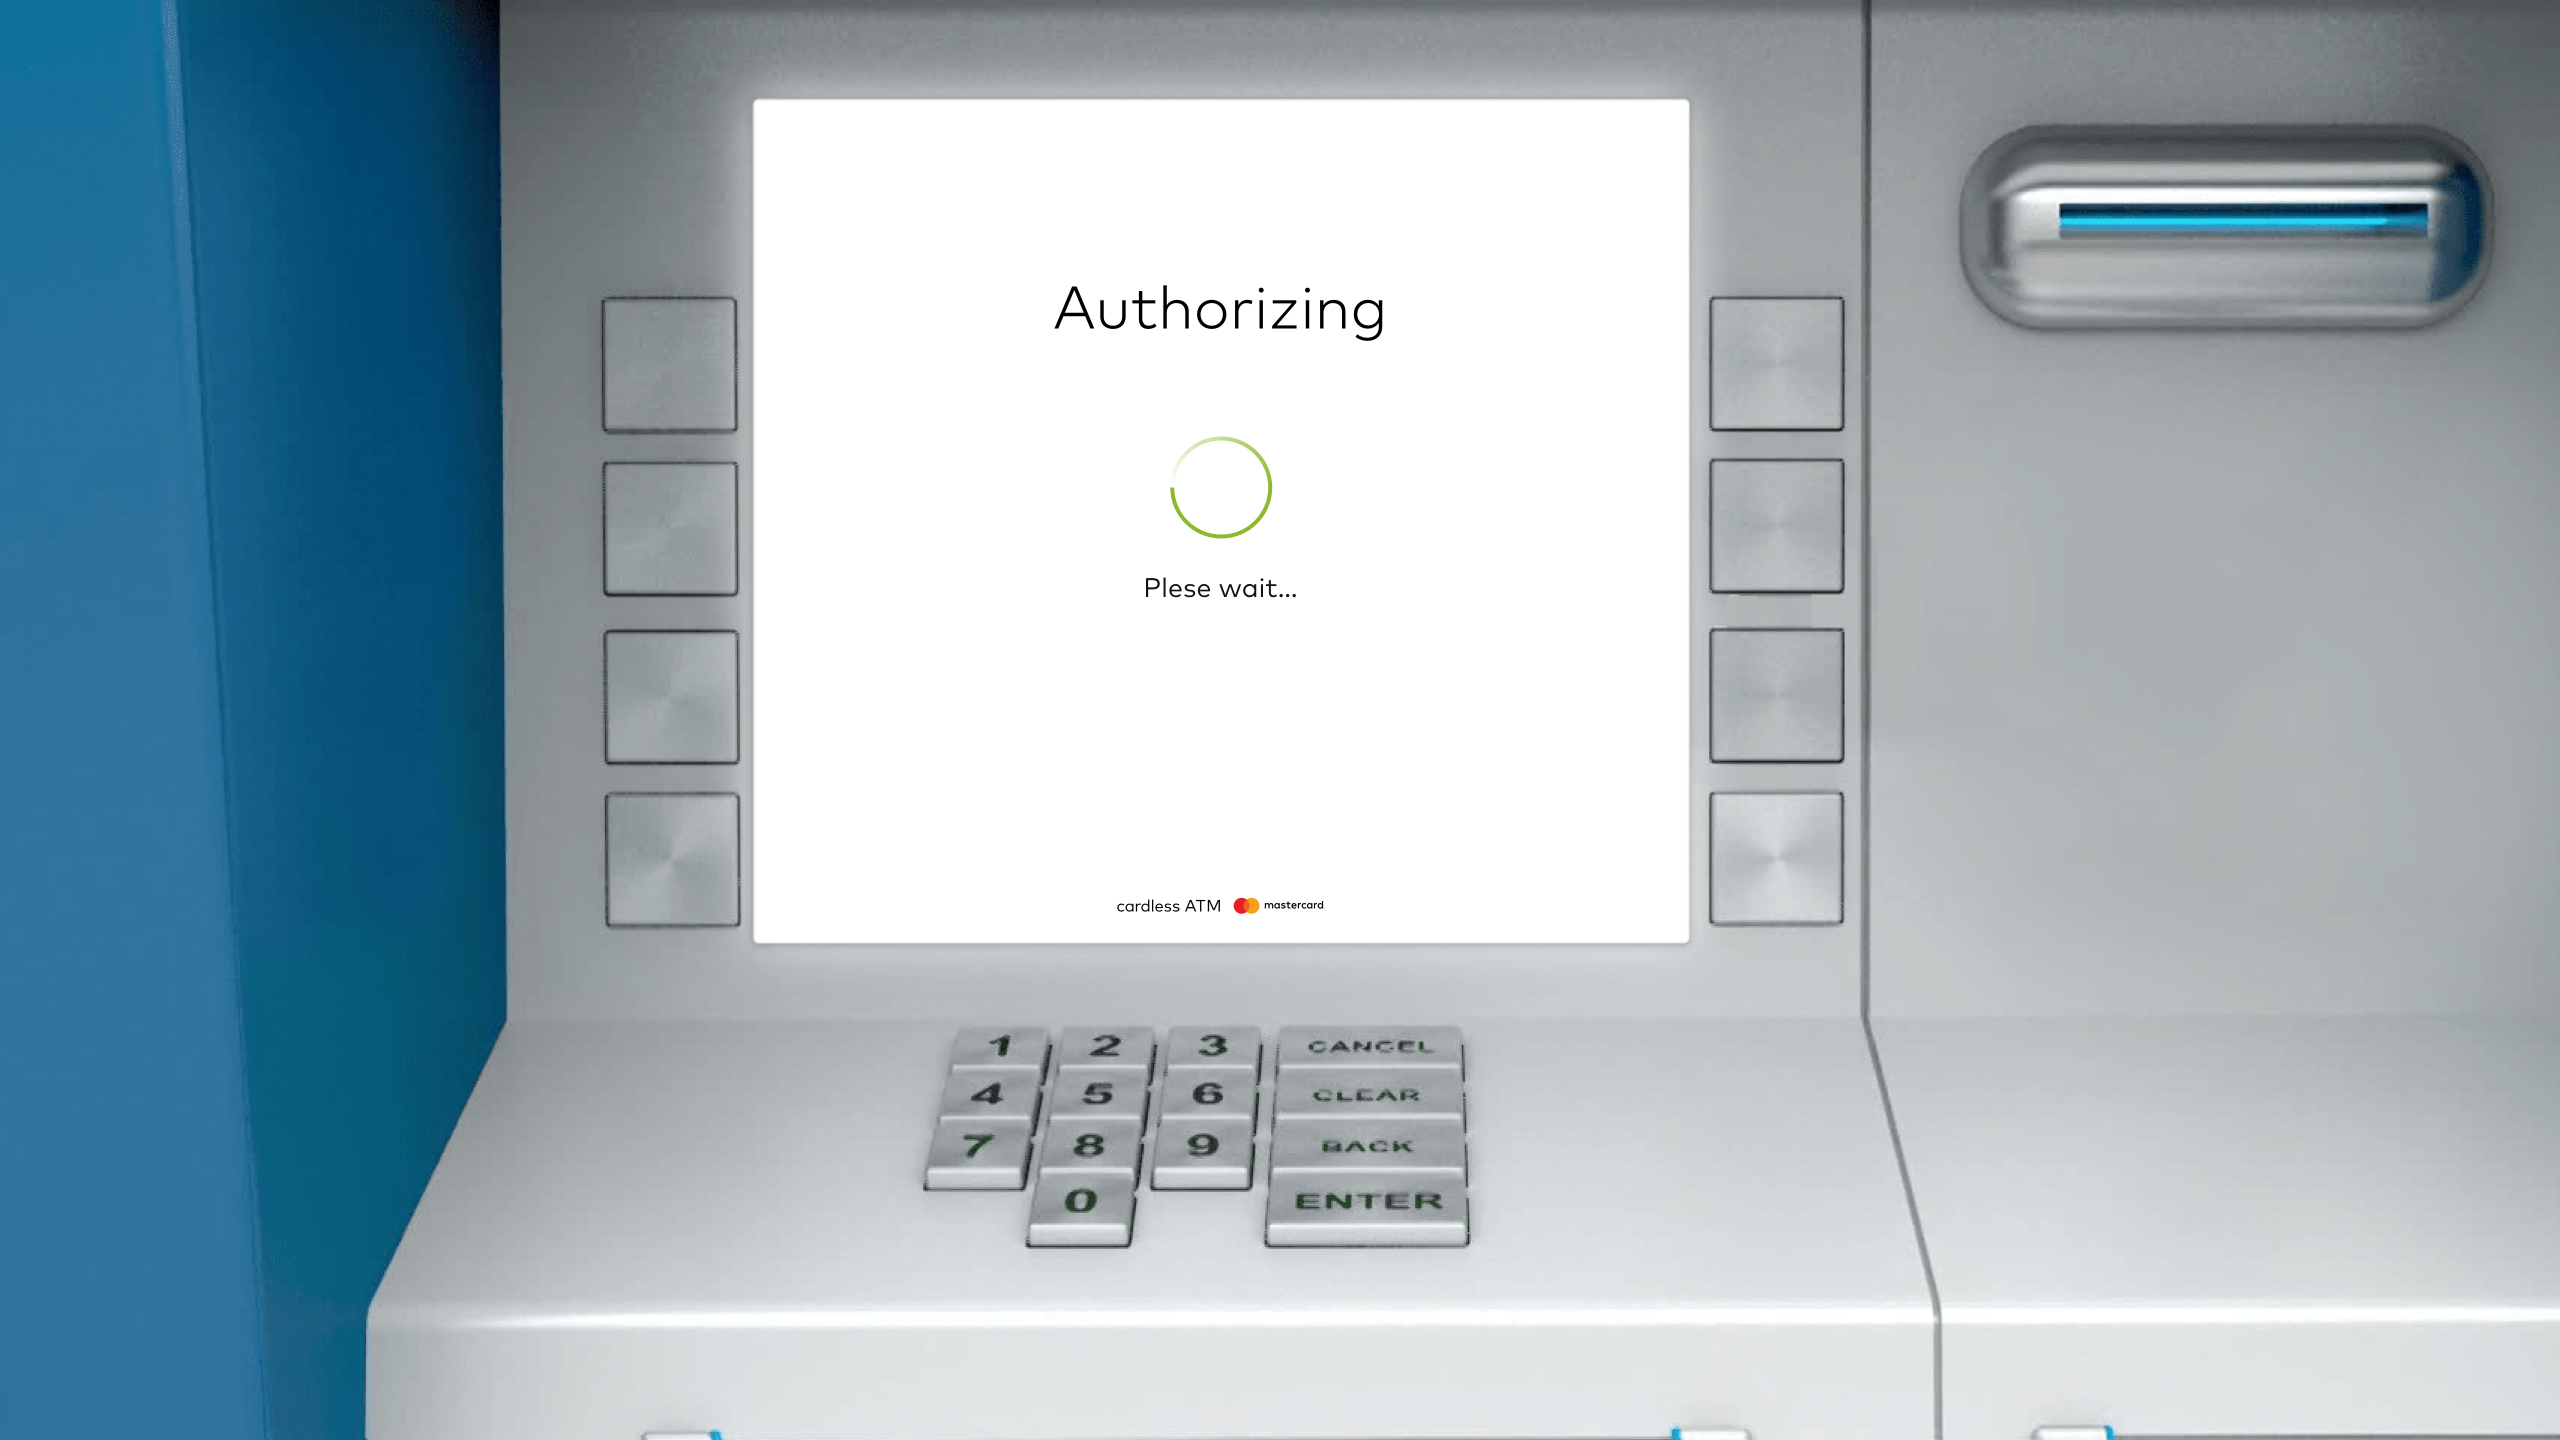 Authorizing
Plese wait...
cardless ATM mastercard
1 2 3 CANCEL
4 5 6 CLEAR
7 8 9 BACK
0 ENTER